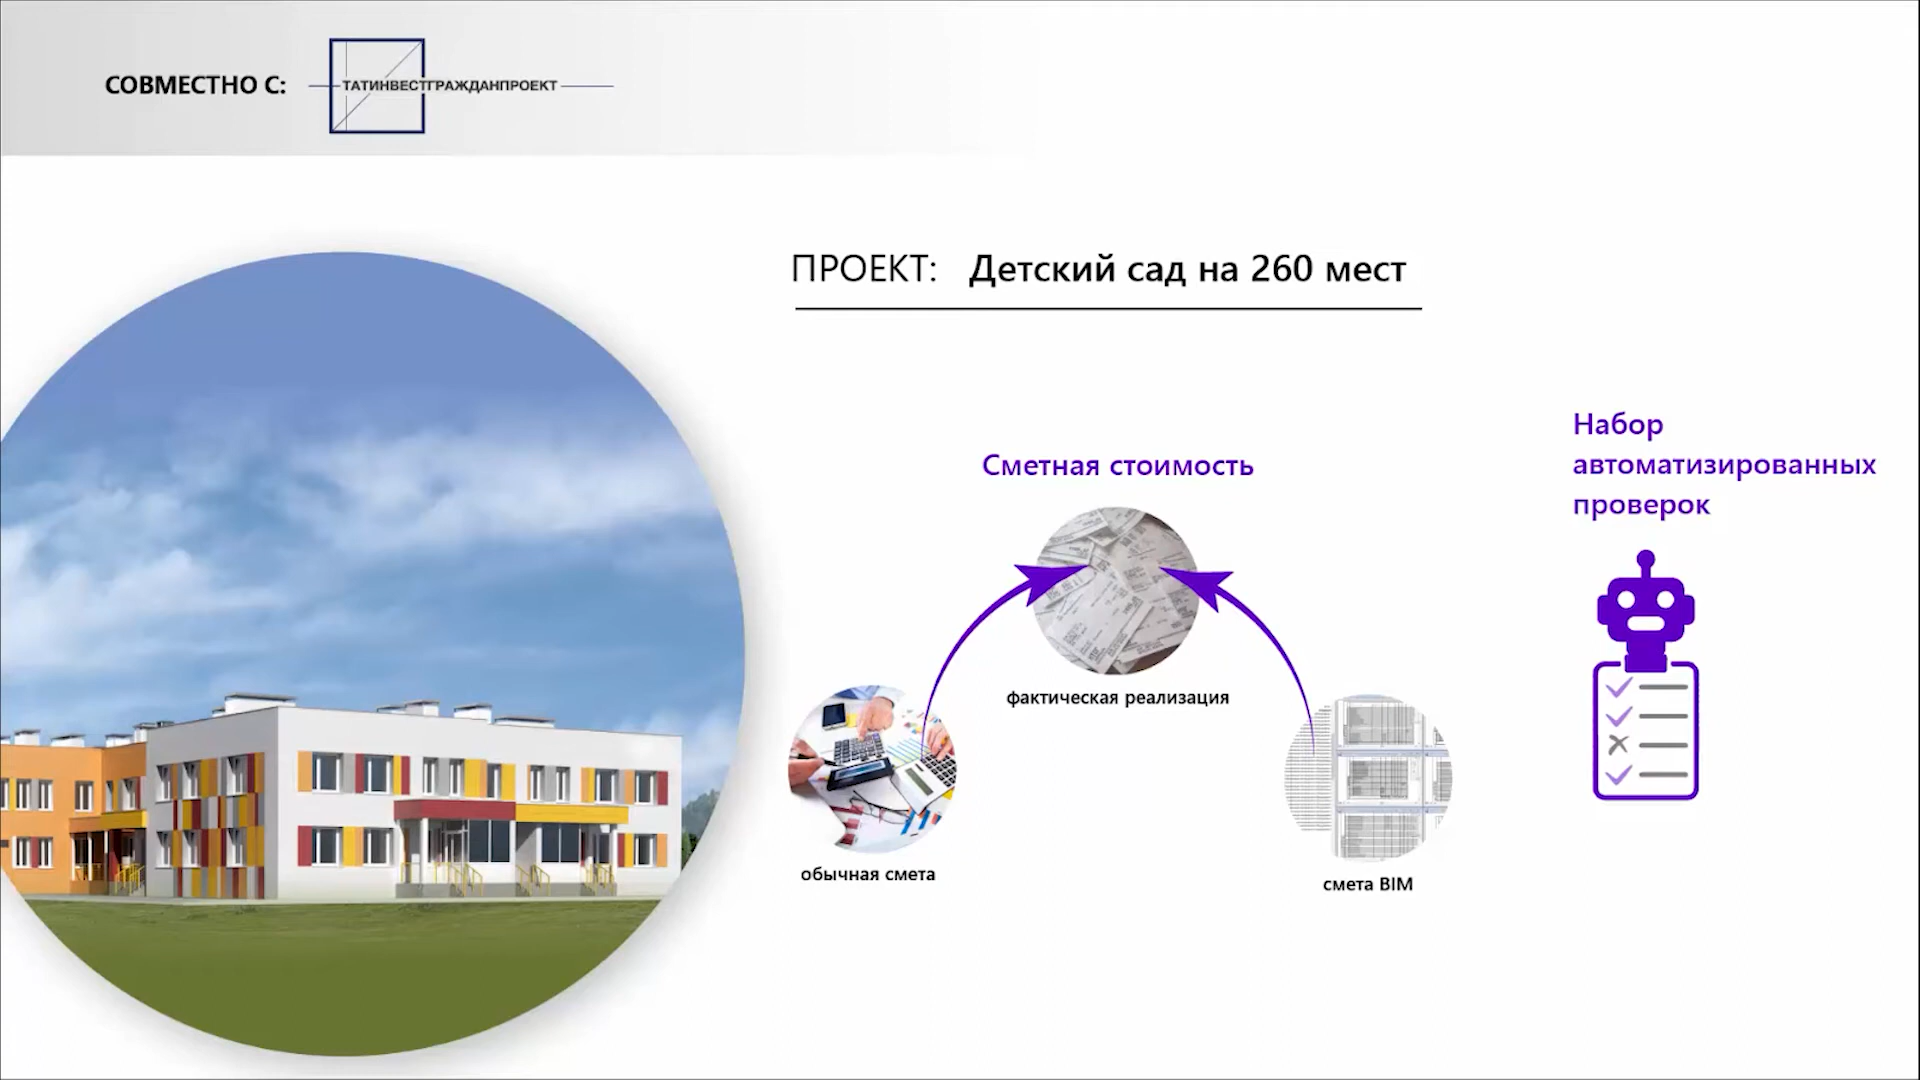 СОВМЕСТНО С:
ТАТИНВЕСТГРАЖДАНПРОЕКТ
ПРОЕКТ: Детский сад на 260 мест
Сметная стоимость
фактическая реализация
обычная смета
смета BIM
Набор
автоматизированных
проверок